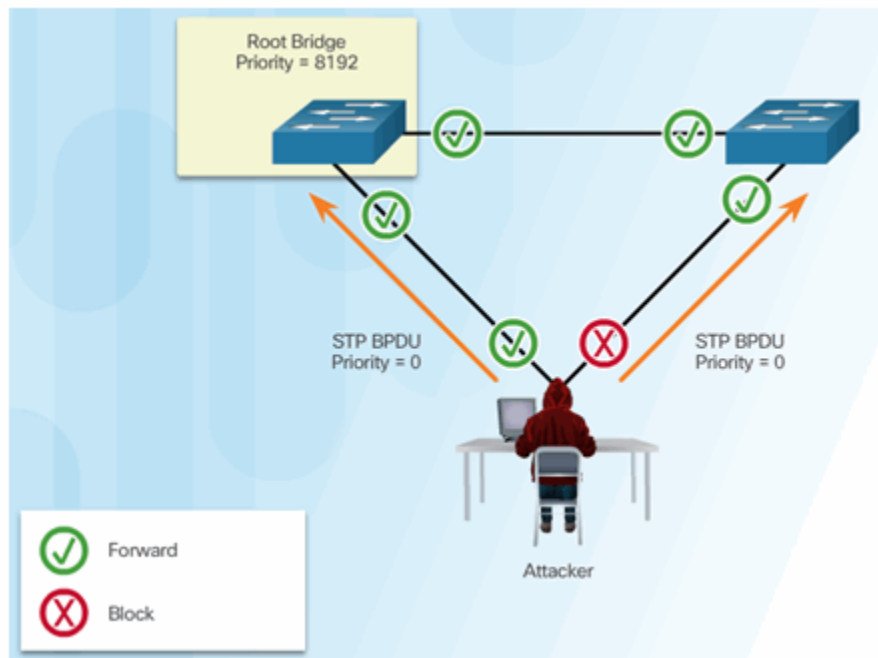 Root Bridge
Priority = 8192
STP BPDU
Priority = 0
STP BPDU
Priority = 0
Attacker
Forward
Block